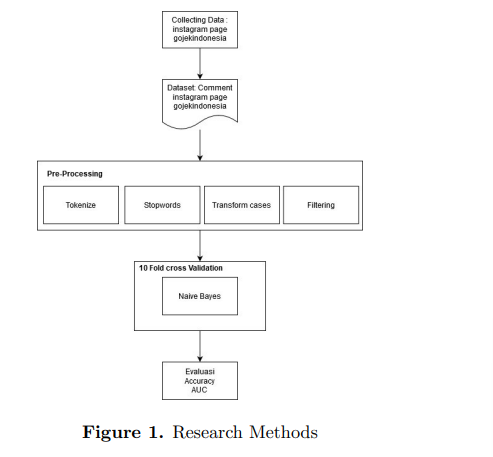 Collecting Data :
instagram page
gojekindonesia
Dataset: Comment
instagram page
gojekindonesia
Pre-Processing
Tokenize
Stopwords
Transform cases
Filtering
10 Fold cross Validation
Naive Bayes
Evaluasi
Accuracy
AUC
Figure 1. Research Methods